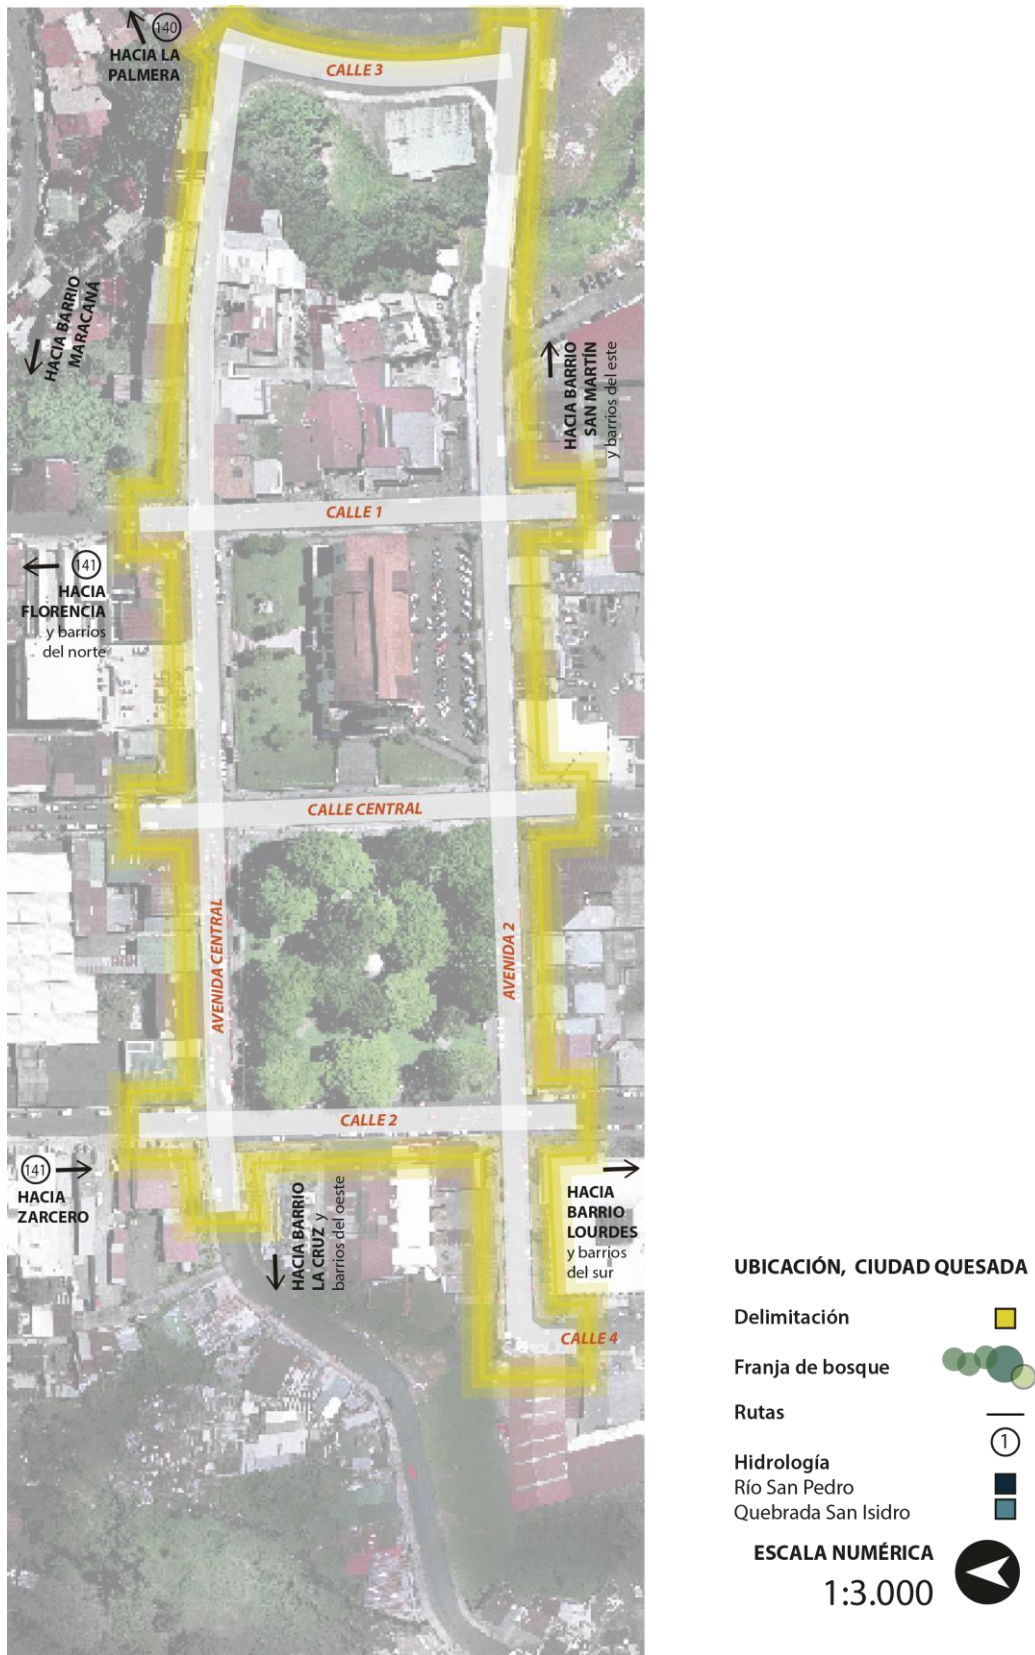 140
HACIA LA
PALMERA
CALLE 3
HACIA BARRIO
MARACANÁ
HACIA BARRIO
SAN MARTÍN
y barrios del este
CALLE 1
141
HACIA
FLORENCIA
y barrios
del norte
CALLE CENTRAL
AVENIDA CENTRAL
AVENIDA 2
CALLE 2
141
HACIA
ZARCERO
HACIA BARRIO
LA CRUZ y
barrios del oeste
HACIA
BARRIO
LOURDES
y barrios
del sur
CALLE 4
UBICACIÓN, CIUDAD QUESADA
Delimitación
Franja de bosque
Rutas
1
Hidrología
Río San Pedro
Quebrada San Isidro
ESCALA NUMÉRICA
1:3.000